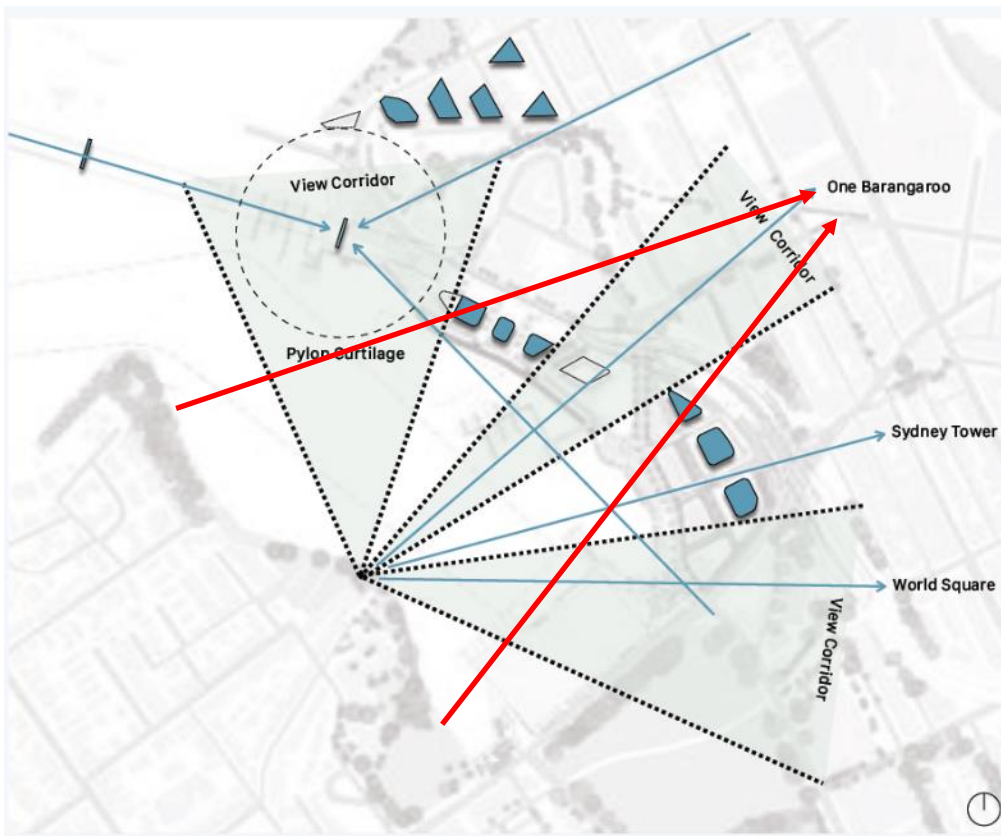 View Corridor
One Barangaroo
View Corridor
Pylon Curtilage
Sydney Tower
World Square
View Corridor